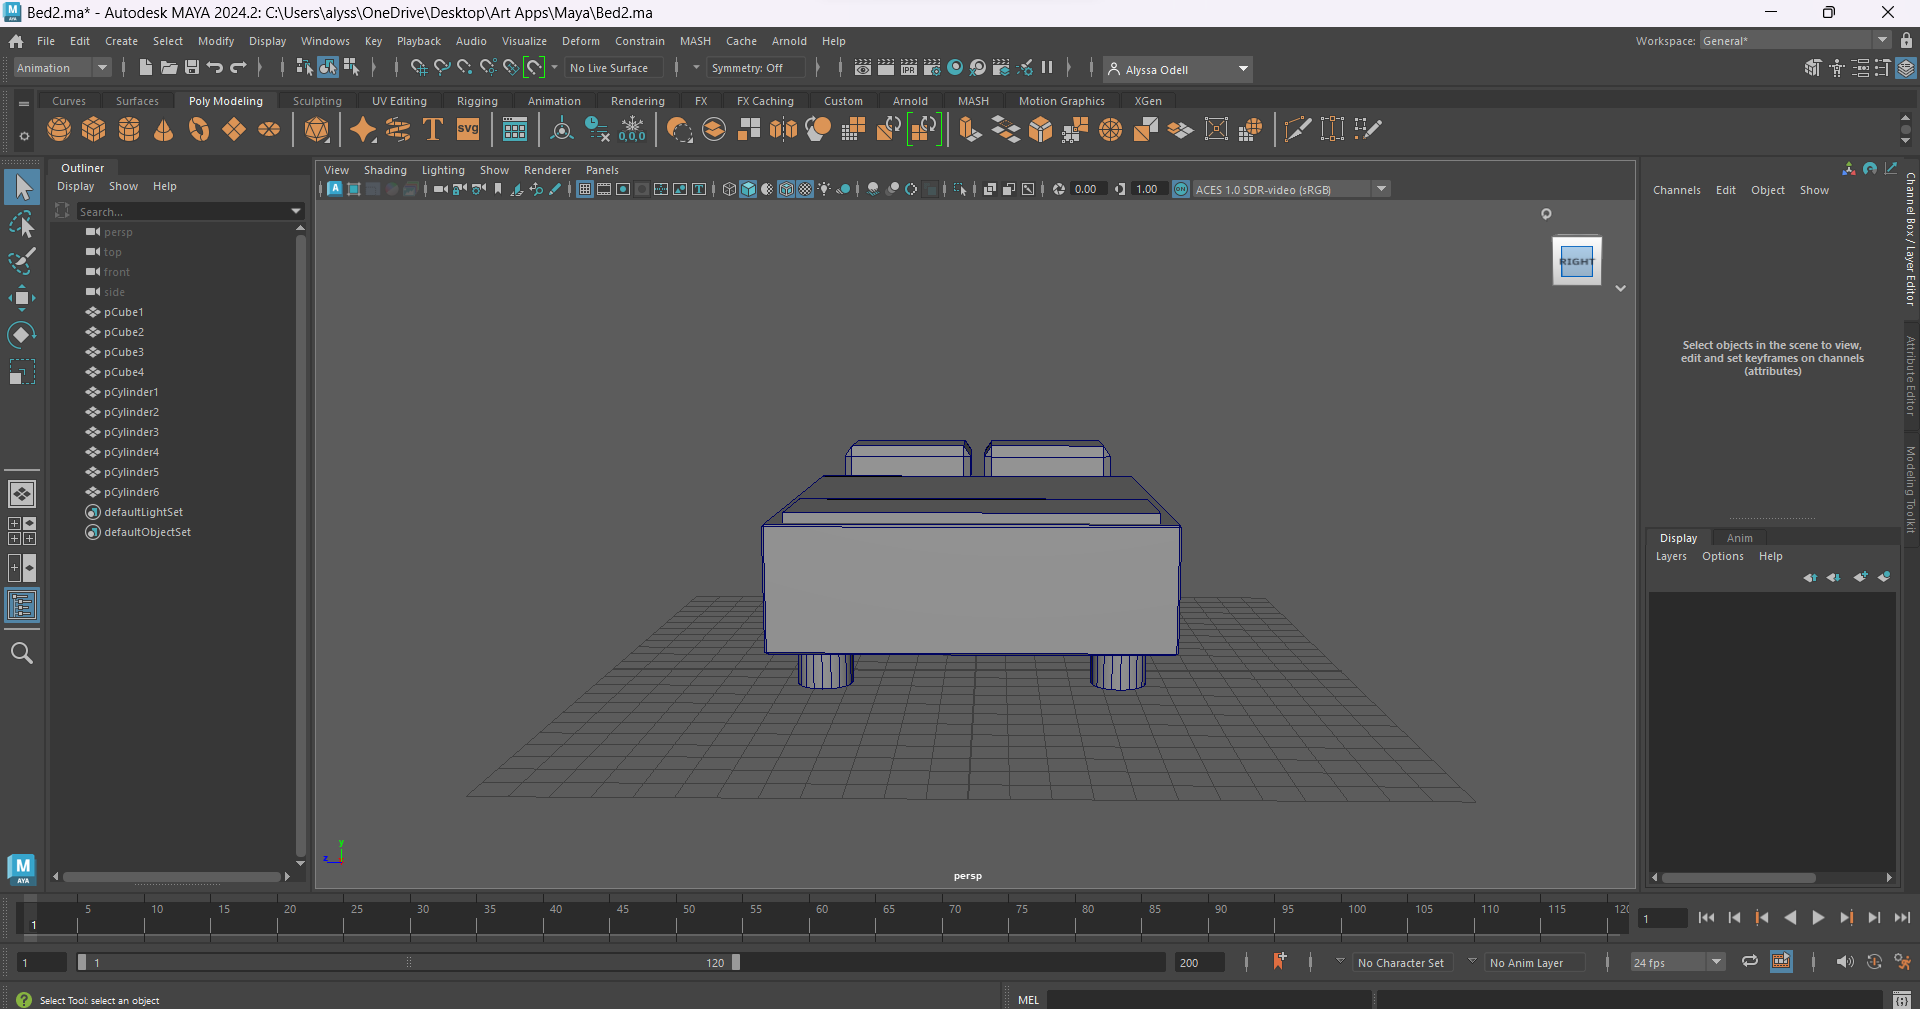 Bed2.ma* - Autodesk MAYA 2024.2: C:\Users\alyss\OneDrive\Desktop\Art Apps\Maya\Bed2.ma
File Edit Create Select Modify Display Windows Key Playback Audio Visualize Deform Constrain MASH Cache Arnold Help
Workspace: General*
Animation
No Live Surface
Symmetry: Off
IPR
Alyssa Odell
Curves Surfaces Poly Modeling Sculpting UV Editing Rigging Animation Rendering FX FX Caching Custom Arnold MASH Motion Graphics XGen
T
SVG
0,0,0
Outliner
Display Show Help
Search...
persp
top
front
side
pCube1
pCube2
pCube3
pCube4
pCylinder1
pCylinder2
pCylinder3
pCylinder4
pCylinder5
pCylinder6
defaultLightSet
defaultObjectSet
View Shading Lighting Show Renderer Panels
0.00
1.00
ON
ACES 1.0 SDR-video (sRGB)
RIGHT
y
z
persp
Channels Edit Object Show
Select objects in the scene to view,
edit and set keyframes on channels
(attributes)
Channel Box / Layer Editor
Attribute Editor
Modeling Toolkit
Display Anim
Layers Options Help
M
AYA
1
5 10 15 20 25 30 35 40 45 50 55 60 65 70 75 80 85 90 95 100 105 110 115 120
1
1
1
120
200
No Character Set
No Anim Layer
24 fps
Select Tool: select an object
MEL